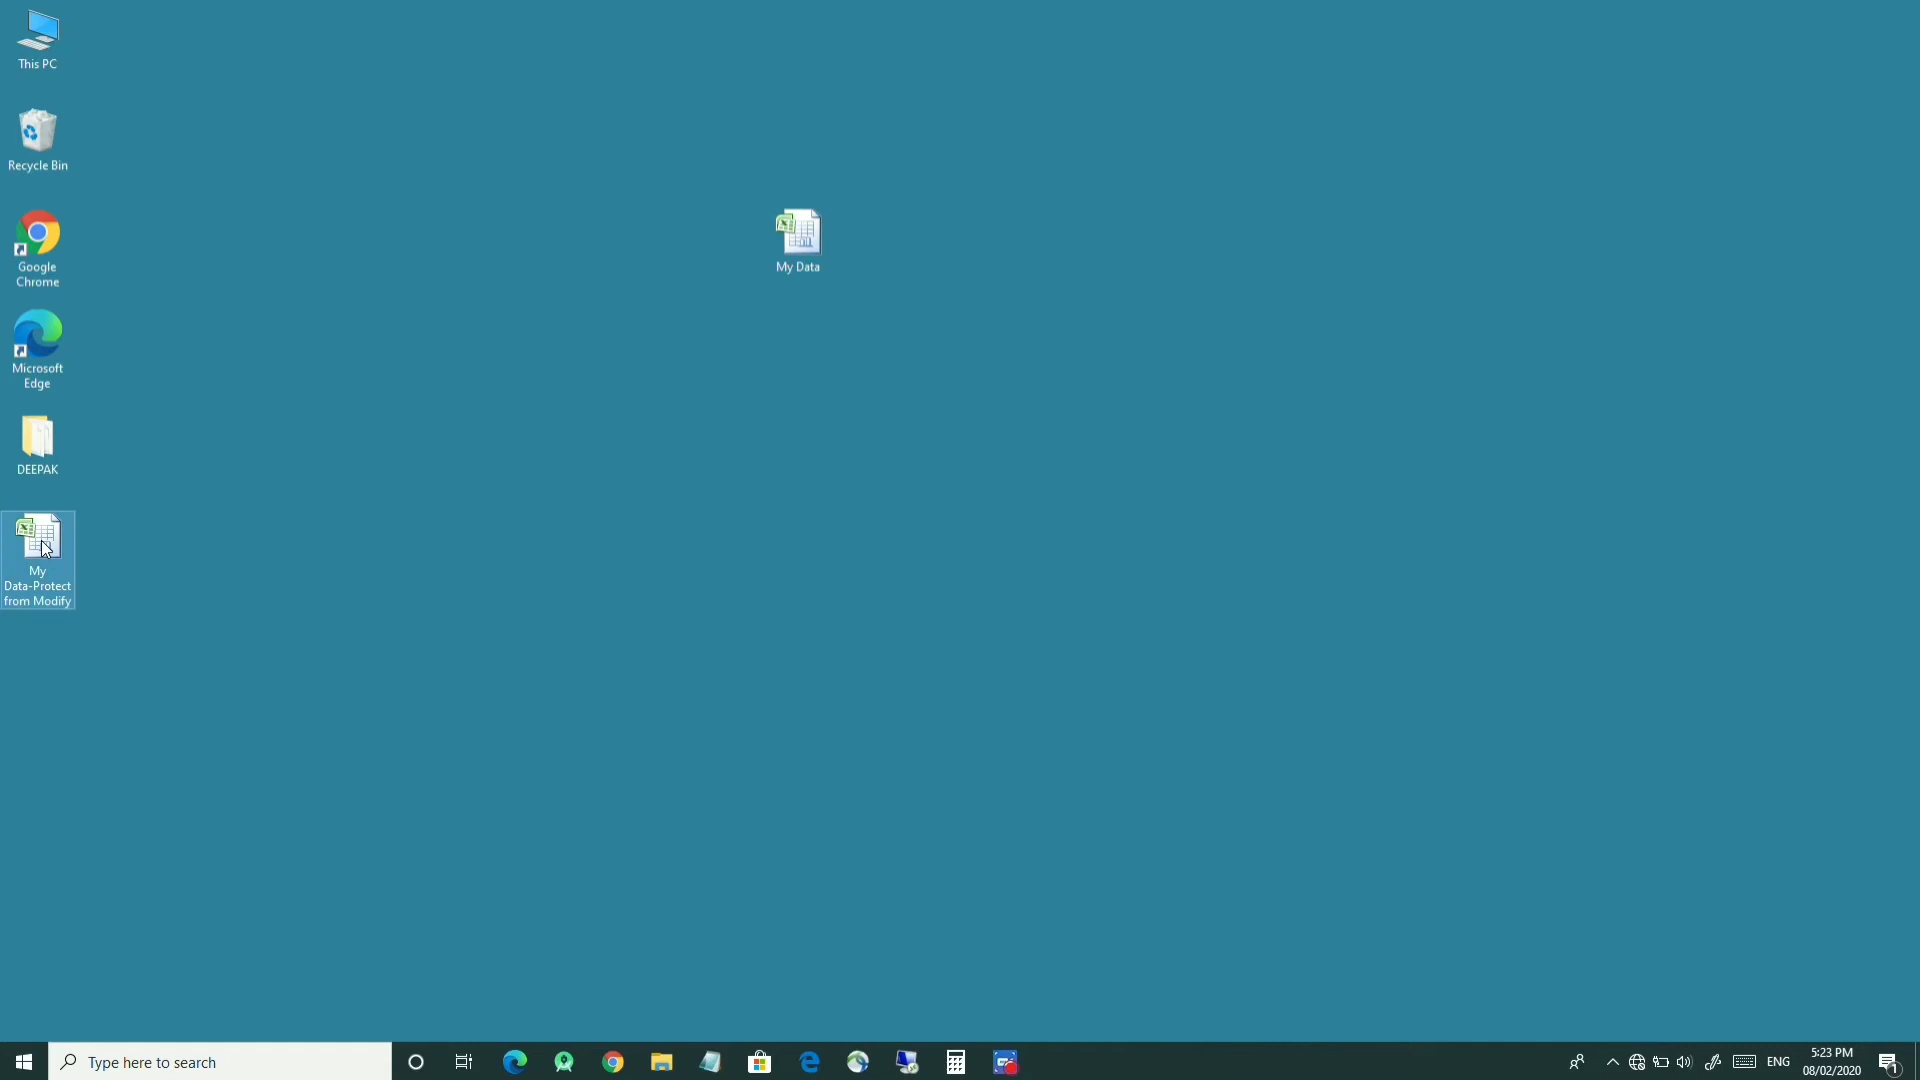 This PC
Recycle Bin
Google
Chrome
Microsoft
Edge
DEEPAK
My
Data-Protect
from Modify
My Data
Type here to search
ENG
5:23 PM
08/02/2020
1